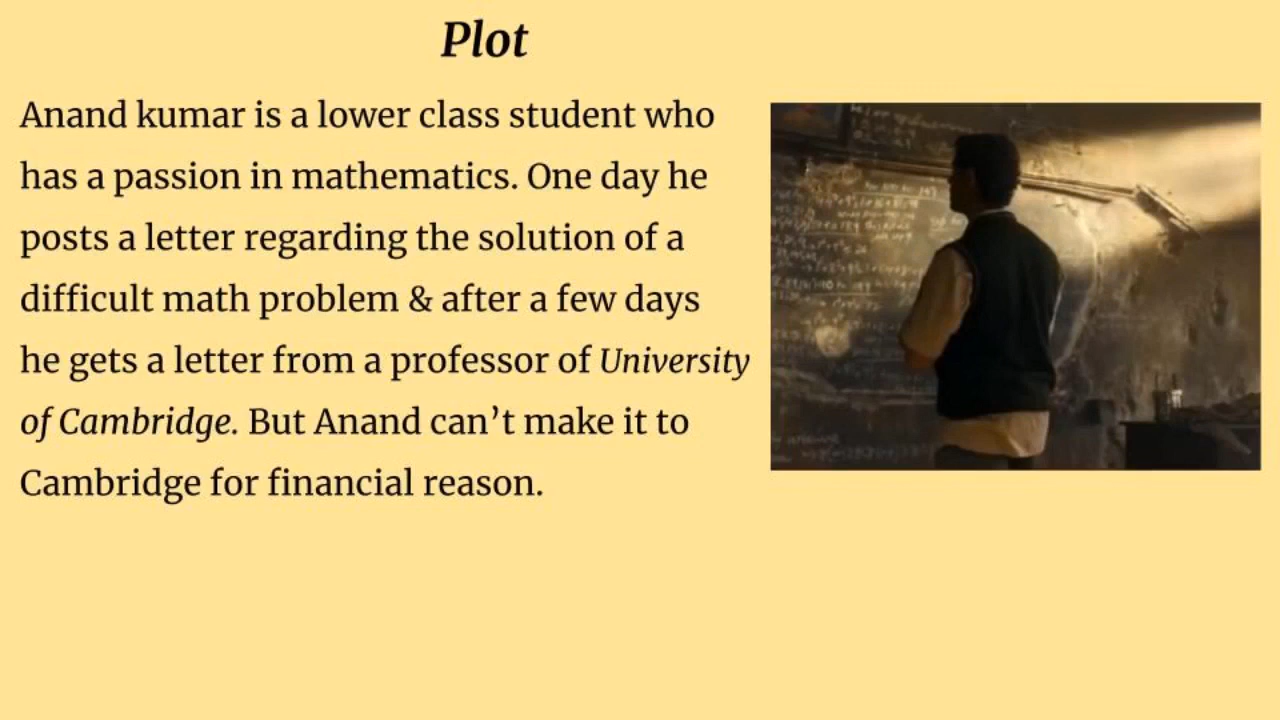 Plot
Anand kumar is a lower class student who
has a passion in mathematics. One day he
posts a letter regarding the solution of a
difficult math problem & after a few days
he gets a letter from a professor of University
of Cambridge. But Anand can’t make it to
Cambridge for financial reason.